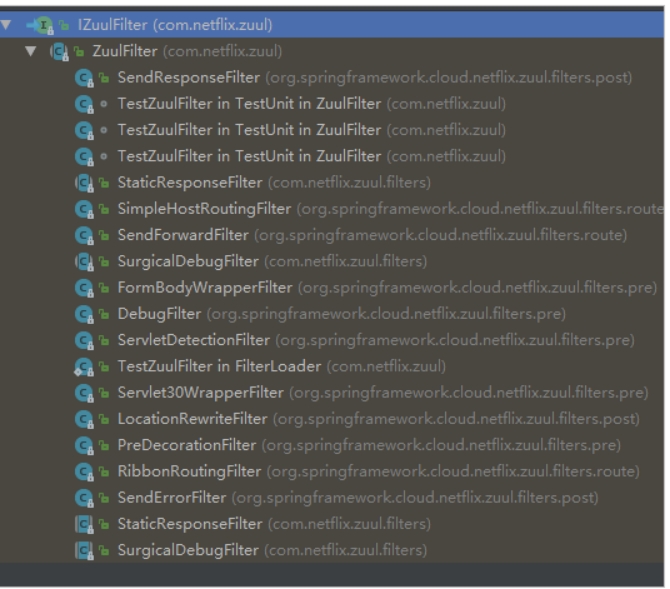 IZuulFilter (com.netflix.zuul)
ZuulFilter (com.netflix.zuul)
SendResponseFilter (org.springframework.cloud.netflix.zuul.filters.post)
TestZuulFilter in TestUnit in ZuulFilter (com.netflix.zuul)
TestZuulFilter in TestUnit in ZuulFilter (com.netflix.zuul)
TestZuulFilter in TestUnit in ZuulFilter (com.netflix.zuul)
StaticResponseFilter (com.netflix.zuul.filters)
SimpleHostRoutingFilter (org.springframework.cloud.netflix.zuul.filters.route
SendForwardFilter (org.springframework.cloud.netflix.zuul.filters.route)
SurgicalDebugFilter (com.netflix.zuul.filters)
FormBodyWrapperFilter (org.springframework.cloud.netflix.zuul.filters.pre)
DebugFilter (org.springframework.cloud.netflix.zuul.filters.pre)
ServletDetectionFilter (org.springframework.cloud.netflix.zuul.filters.pre)
TestZuulFilter in FilterLoader (com.netflix.zuul)
Servlet30WrapperFilter (org.springframework.cloud.netflix.zuul.filters.pre)
LocationRewriteFilter (org.springframework.cloud.netflix.zuul.filters.post)
PreDecorationFilter (org.springframework.cloud.netflix.zuul.filters.pre)
RibbonRoutingFilter (org.springframework.cloud.netflix.zuul.filters.route)
SendErrorFilter (org.springframework.cloud.netflix.zuul.filters.post)
StaticResponseFilter (com.netflix.zuul.filters)
SurgicalDebugFilter (com.netflix.zuul.filters)